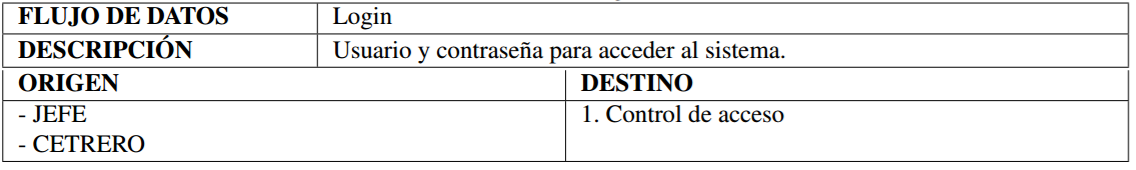 FLUJO DE DATOS Login
DESCRIPCIÓN Usuario y contraseña para acceder al sistema.
ORIGEN DESTINO
- JEFE 1. Control de acceso
- CETRERO